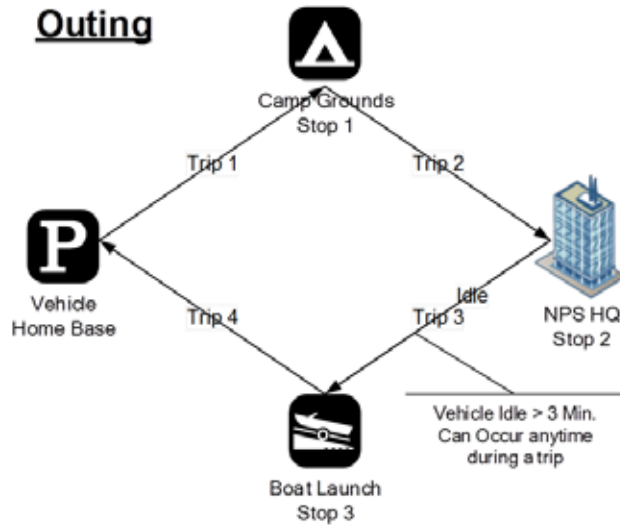 Outing
Camp Grounds
Stop 1
Trip 1
Trip 2
P
Vehicle
Home Base
Idle
NPS HQ
Stop 2
Trip 4
Trip 3
Vehicle Idle > 3 Min.
Can Occur anytime
during a trip
Boat Launch
Stop 3